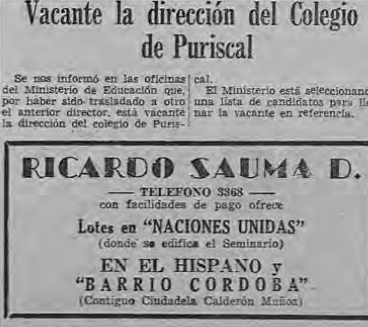 Vacante la dirección del Colegio
de Puriscal
Se nos informó en las oficinas
del Ministerio de Educación que,
por haber sido trasladado a otro
el anterior director, está vacante
la dirección del colegio de Puris-
cal.
El Ministerio está seleccionando
una lista de candidatos para lle
nar la vacante en referencia.
RICARDO SAUMA D.
TELEFONO 3868
con facilidades de pago ofrece
Lotes en "NACIONES UNIDAS"
(donde se edifica el Seminario)
EN EL HISPANO y
"BARRIO CORDOBA"
(Contiguo Ciudadela Calderón Muñoz)